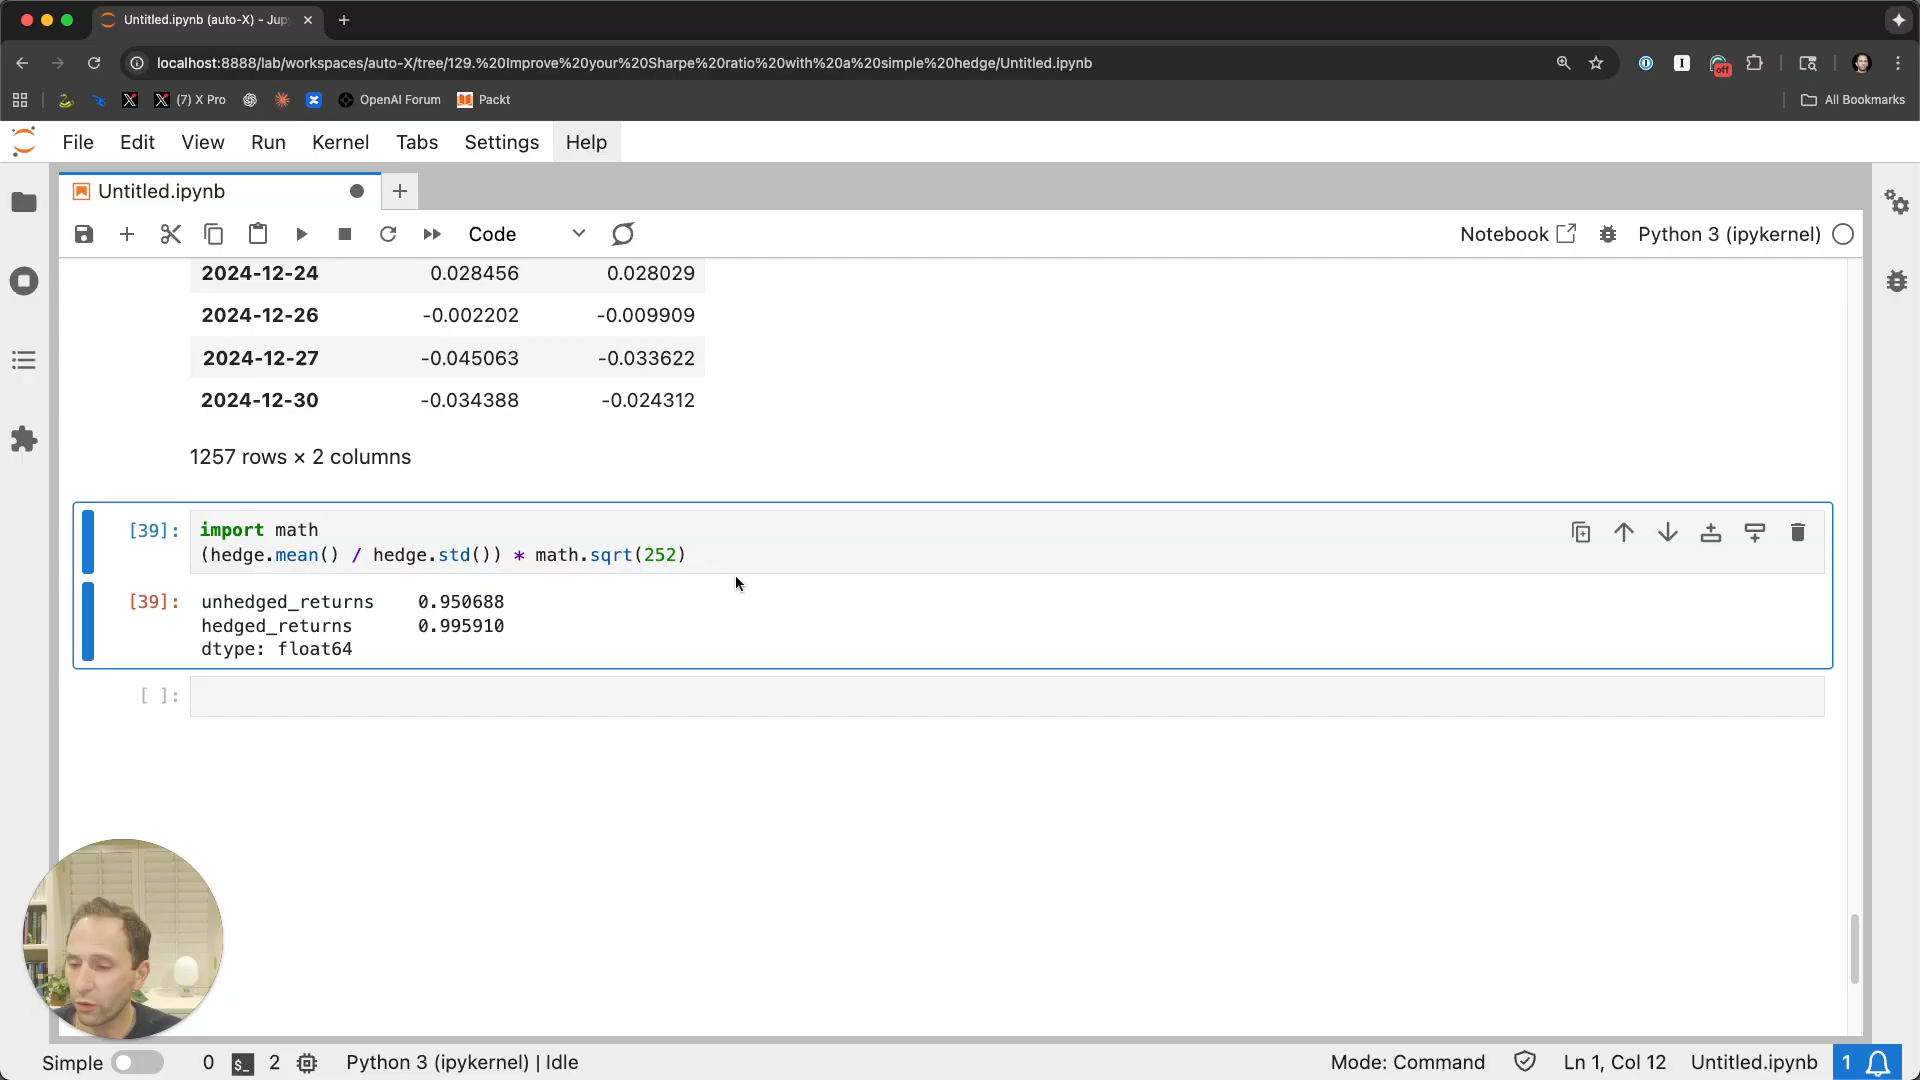 Untitled.ipynb (auto-X) - Jup
localhost:8888/lab/workspaces/auto-X/tree/129.%20Improve%20your%20Sharpe%20ratio%20with%20a%20simple%20hedge/Untitled.ipynb
off
(7) X Pro
OpenAI Forum
Packt
All Bookmarks
File Edit View Run Kernel Tabs Settings Help
Untitled.ipynb
Code
Notebook
Python 3 (ipykernel)
2024-12-24 0.028456 0.028029
2024-12-26 -0.002202 -0.009909
2024-12-27 -0.045063 -0.033622
2024-12-30 -0.034388 -0.024312
1257 rows × 2 columns
[39]: import math
(hedge.mean() / hedge.std()) * math.sqrt(252)
[39]: unhedged_returns 0.950688
hedged_returns 0.995910
dtype: float64
[ ]:
Simple 0 $_ 2 Python 3 (ipykernel) | Idle Mode: Command Ln 1, Col 12 Untitled.ipynb 1